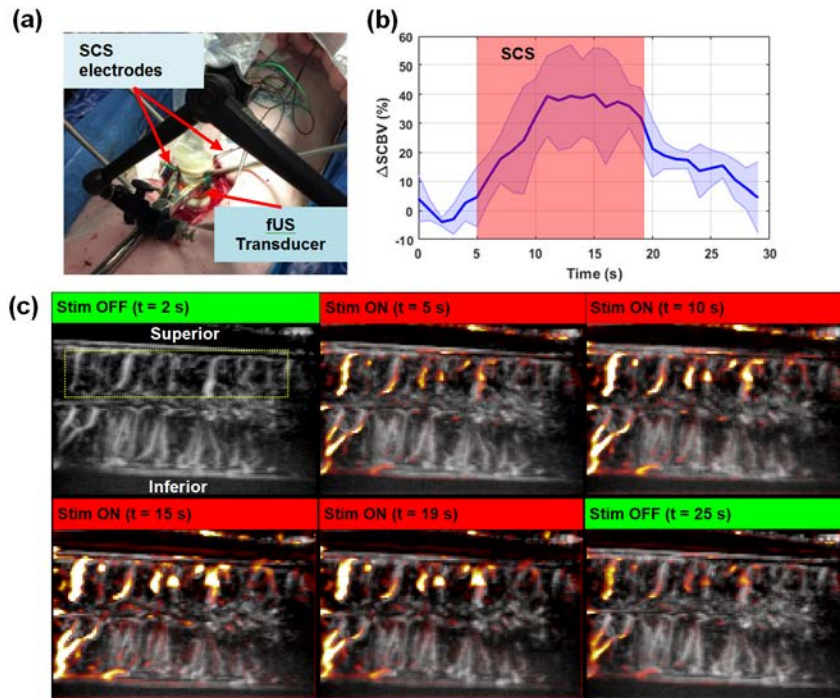 (a)
SCS
electrodes
fUS
Transducer
(b)
SCS
ΔSCBV (%)
60
50
40
30
20
10
0
-10
0 5 10 15 20 25 30
Time (s)
(c)
Stim OFF (t = 2 s)
Superior
Inferior
Stim ON (t = 5 s)
Stim ON (t = 10 s)
Stim ON (t = 15 s)
Stim ON (t = 19 s)
Stim OFF (t = 25 s)